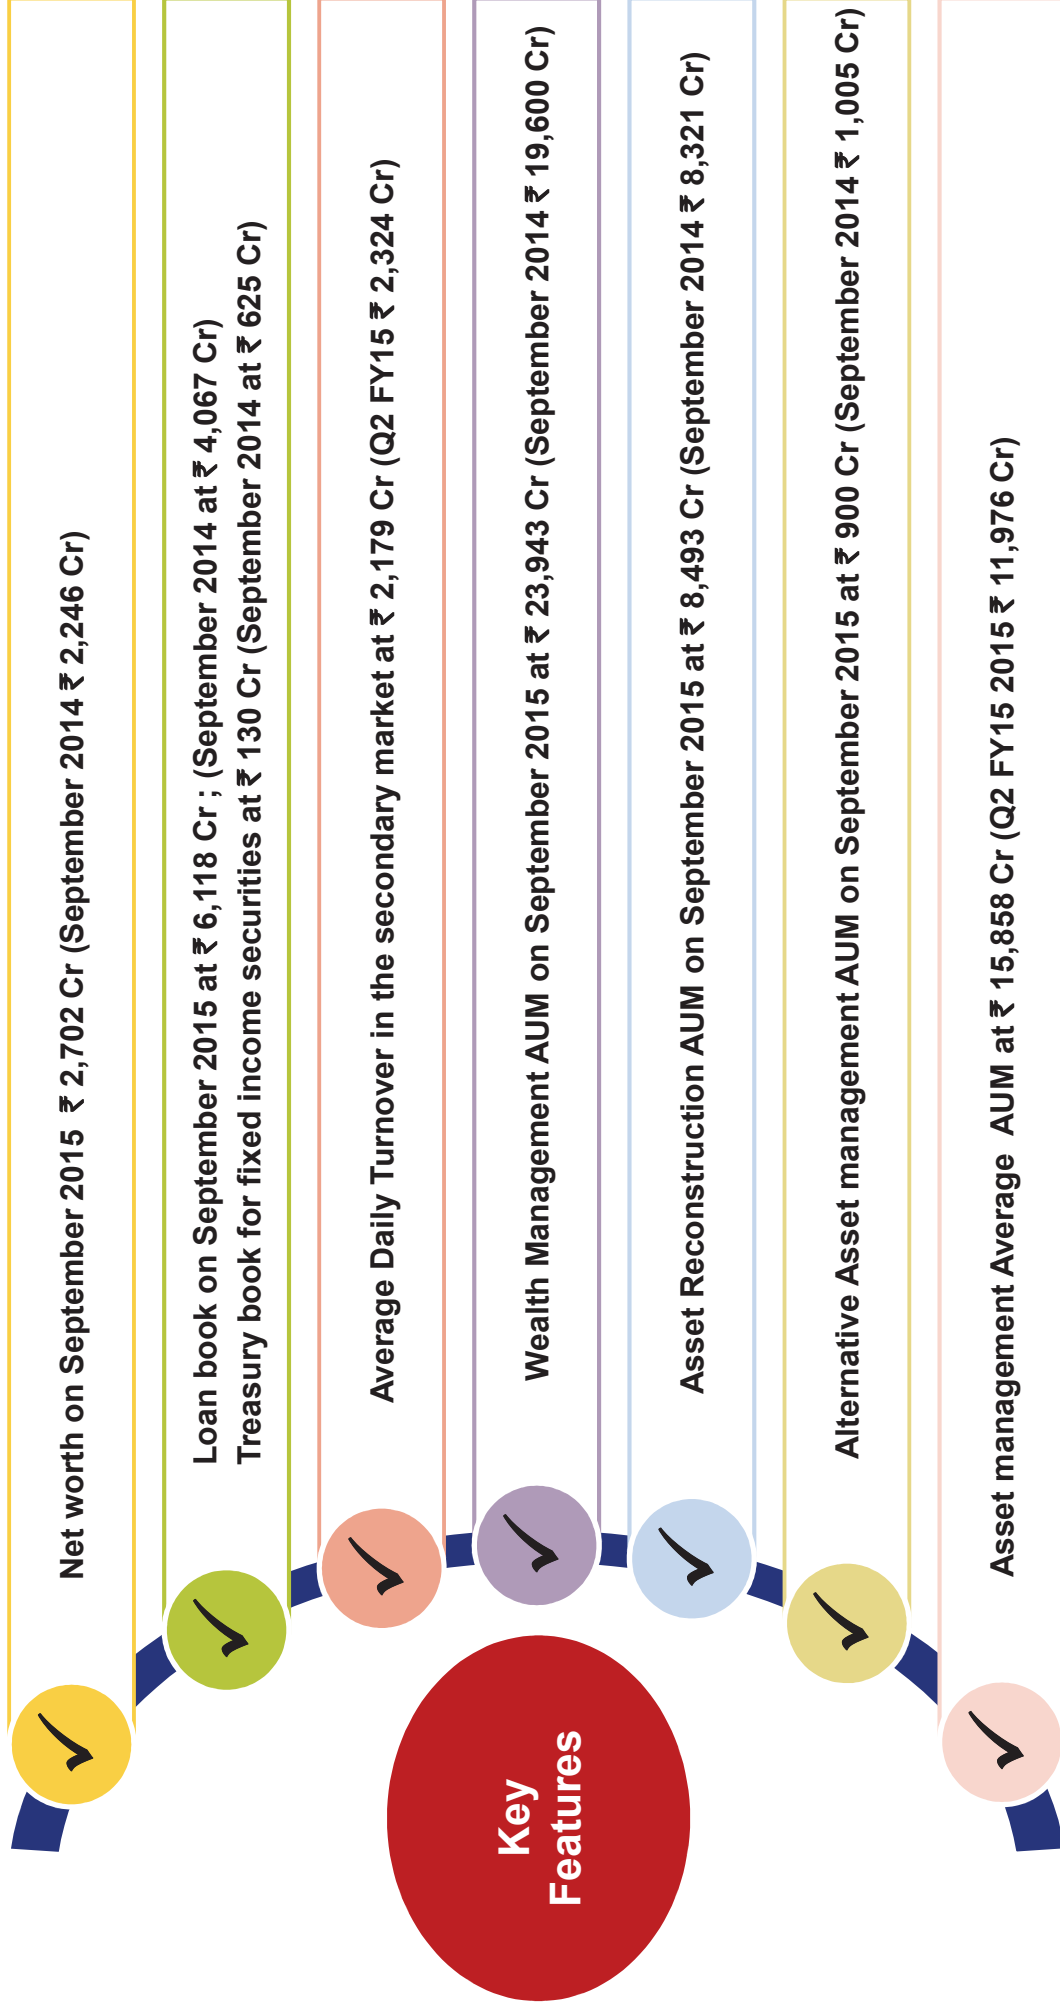 Key
Features
Net worth on September 2015 ₹ 2,702 Cr (September 2014 ₹ 2,246 Cr)
Loan book on September 2015 at ₹ 6,118 Cr ; (September 2014 at ₹ 4,067 Cr)
Treasury book for fixed income securities at ₹ 130 Cr (September 2014 at ₹ 625 Cr)
Average Daily Turnover in the secondary market at ₹ 2,179 Cr (Q2 FY15 ₹ 2,324 Cr)
Wealth Management AUM on September 2015 at ₹ 23,943 Cr (September 2014 ₹ 19,600 Cr)
Asset Reconstruction AUM on September 2015 at ₹ 8,493 Cr (September 2014 ₹ 8,321 Cr)
Alternative Asset management AUM on September 2015 at ₹ 900 Cr (September 2014 ₹ 1,005 Cr)
Asset management Average AUM at ₹ 15,858 Cr (Q2 FY15 2015 ₹ 11,976 Cr)